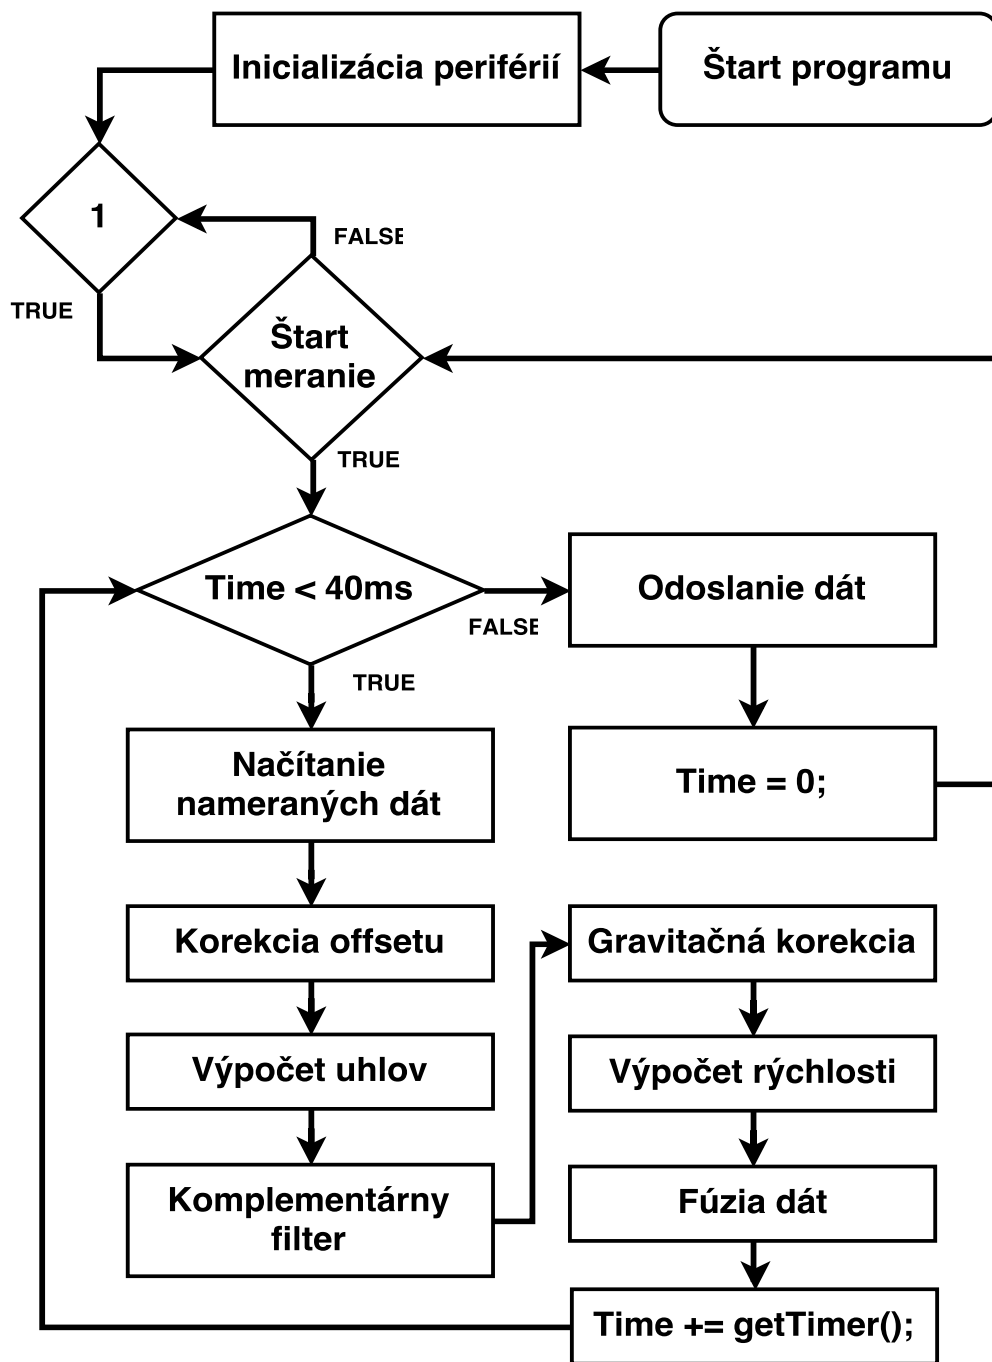 Inicializácia periférií
Štart programu
1
FALSE
TRUE
Štart
meranie
TRUE
Time < 40ms
Odoslanie dát
FALSE
TRUE
Načítanie
nameraných dát
Time = 0;
Korekcia offsetu
Gravitačná korekcia
Výpočet uhlov
Výpočet rýchlosti
Komplementárny
filter
Fúzia dát
Time += getTimer();